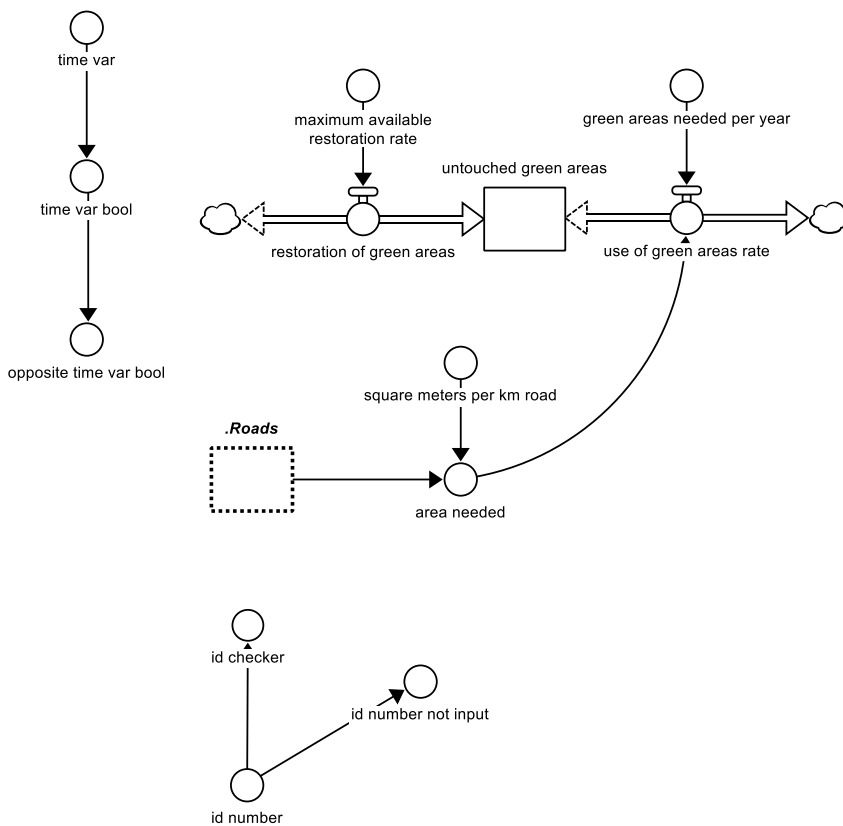 time var
maximum available
restoration rate
green areas needed per year
untouched green areas
time var bool
restoration of green areas
use of green areas rate
opposite time var bool
square meters per km road
.Roads
area needed
id checker
id number not input
id number